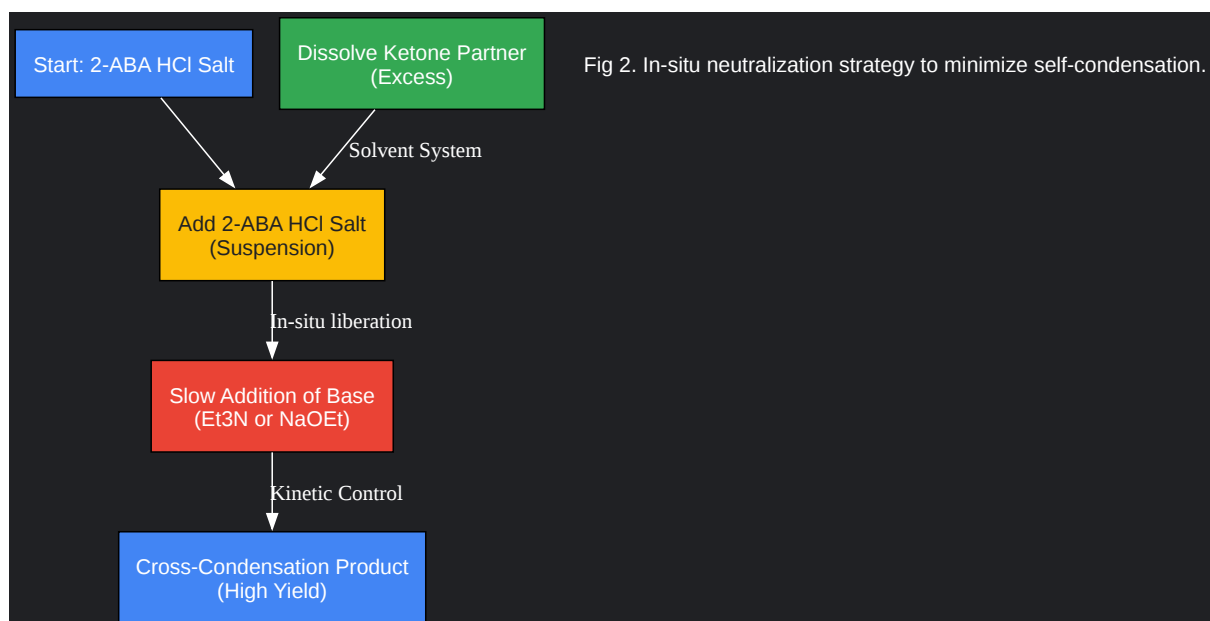 Start: 2-ABA HCl Salt
Dissolve Ketone Partner
(Excess)
Fig 2. In-situ neutralization strategy to minimize self-condensation.
Solvent System
Add 2-ABA HCl Salt
(Suspension)
In-situ liberation
Slow Addition of Base
(Et3N or NaOEt)
Kinetic Control
Cross-Condensation Product
(High Yield)